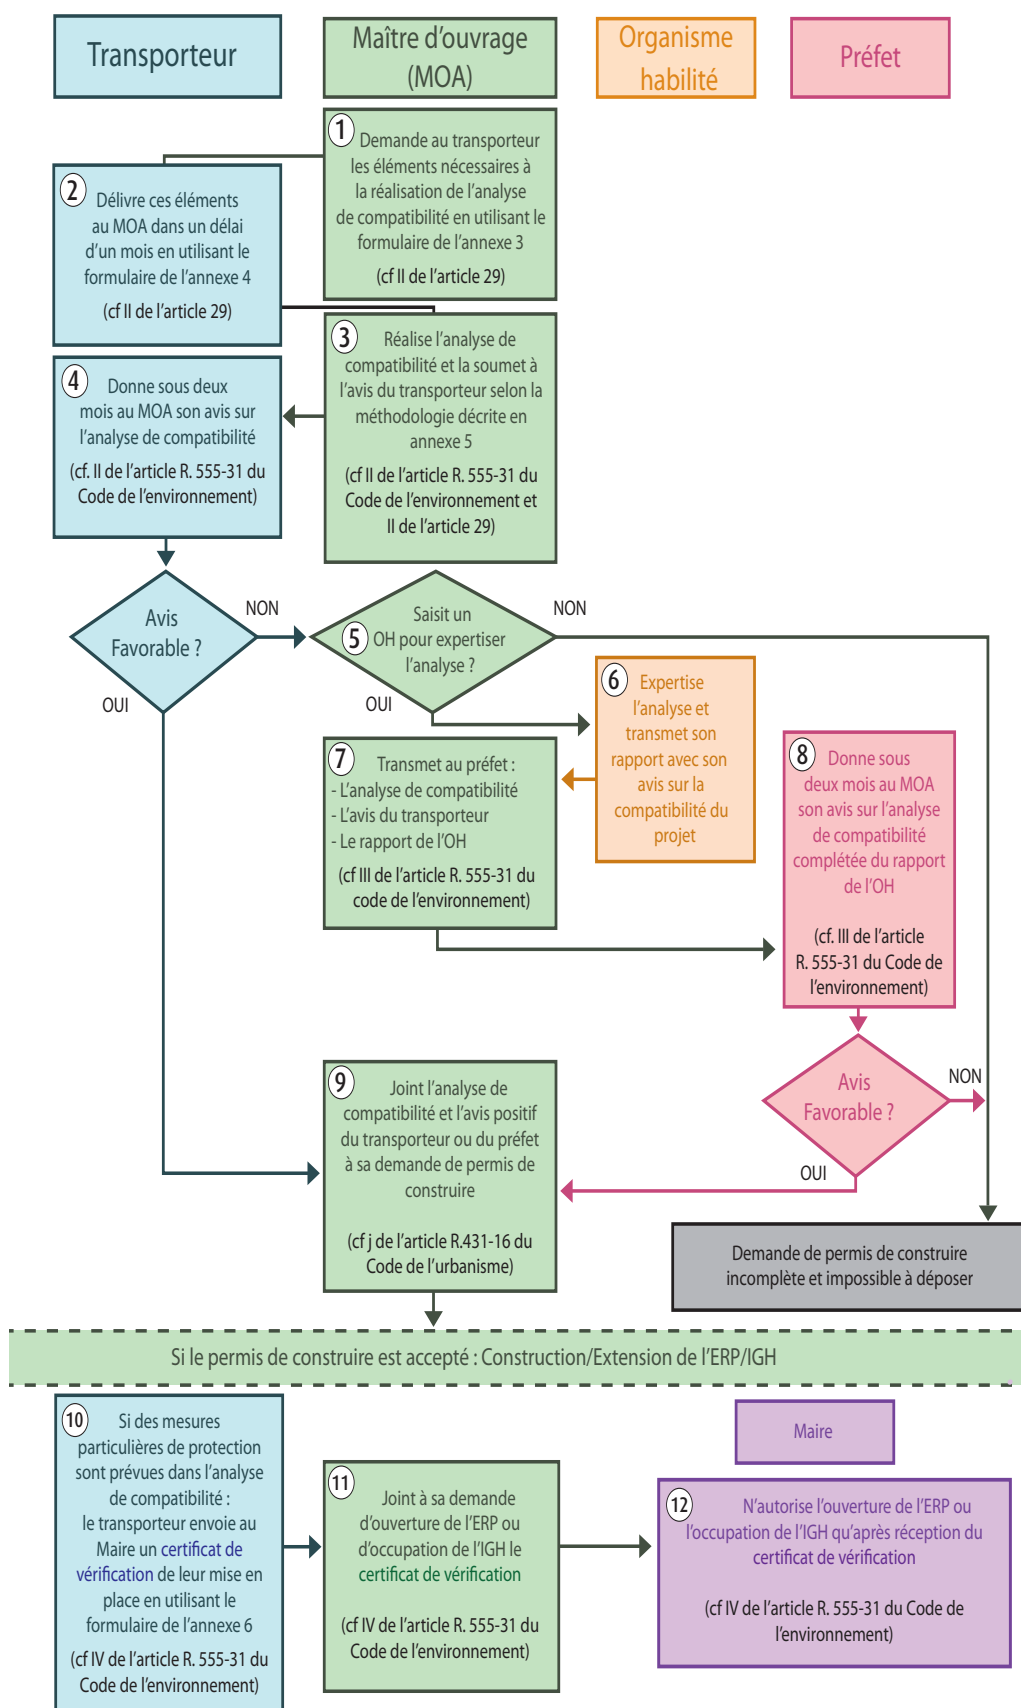 Transporteur
Maître d'ouvrage
(MOA)
Organisme
habilité
Préfet
1 Demande au transporteur
les éléments nécessaires à
la réalisation de l'analyse
de compatibilité en utilisant le
formulaire de l'annexe 3
(cf II de l'article 29)
2 Délivre ces éléments
au MOA dans un délai
d'un mois en utilisant le
formulaire de l'annexe 4
(cf II de l'article 29)
3 Réalise l'analyse de
compatibilité et la soumet à
l'avis du transporteur selon la
méthodologie décrite en
annexe 5
(cf II de l'article R. 555-31 du
Code de l'environnement et
II de l'article 29)
4 Donne sous deux
mois au MOA son avis sur
l'analyse de compatibilité
(cf. II de l'article R. 555-31 du
Code de l'environnement)
Avis
Favorable ?
NON
OUI
Saisit un
5 OH pour expertiser
l'analyse ?
NON
OUI
6 Expertise
l'analyse et
transmet son
rapport avec son
avis sur la
compatibilité du
projet
7 Transmet au préfet :
- L'analyse de compatibilité
- L'avis du transporteur
- Le rapport de l'OH
(cf III de l'article R. 555-31 du
code de l'environnement)
8 Donne sous
deux mois au MOA
son avis sur l'analyse
de compatibilité
complétée du rapport
de l'OH
(cf. III de l'article
R. 555-31 du Code de
l'environnement)
Avis
Favorable ?
NON
OUI
9 Joint l'analyse de
compatibilité et l'avis positif
du transporteur ou du préfet
à sa demande de permis de
construire
(cf j de l'article R.431-16 du
Code de l'urbanisme)
Demande de permis de construire
incomplète et impossible à déposer
Si le permis de construire est accepté : Construction/Extension de l'ERP/IGH
10 Si des mesures
particulières de protection
sont prévues dans l'analyse
de compatibilité :
le transporteur envoie au
Maire un certificat de
vérification de leur mise en
place en utilisant le
formulaire de l'annexe 6
(cf IV de l'article R. 555-31 du
Code de l'environnement)
11 Joint à sa demande
d'ouverture de l'ERP ou
d'occupation de l'IGH le
certificat de vérification
(cf IV de l'article R. 555-31 du
Code de l'environnement)
Maire
12 N'autorise l'ouverture de l'ERP ou
l'occupation de l'IGH qu'après réception du
certificat de vérification
(cf IV de l'article R. 555-31 du Code de
l'environnement)